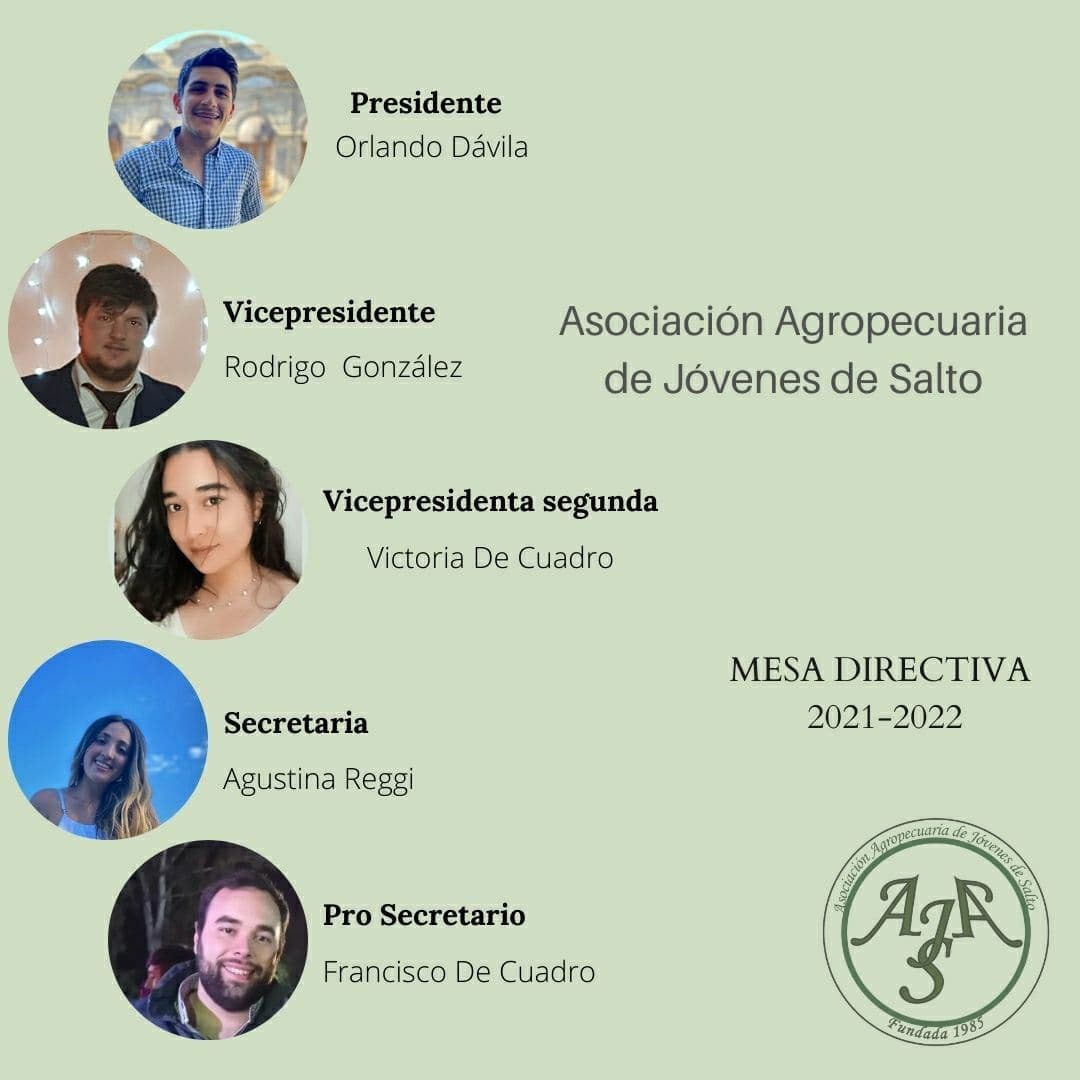 Presidente
Orlando Dávila
Vicepresidente
Rodrigo González
Asociación Agropecuaria
de Jóvenes de Salto
Vicepresidenta segunda
Victoria De Cuadro
Secretaria
Agustina Reggi
MESA DIRECTIVA
2021-2022
Pro Secretario
Francisco De Cuadro
Asociación Agropecuaria de Jóvenes de Salto
AJA
S
Fundada 1985